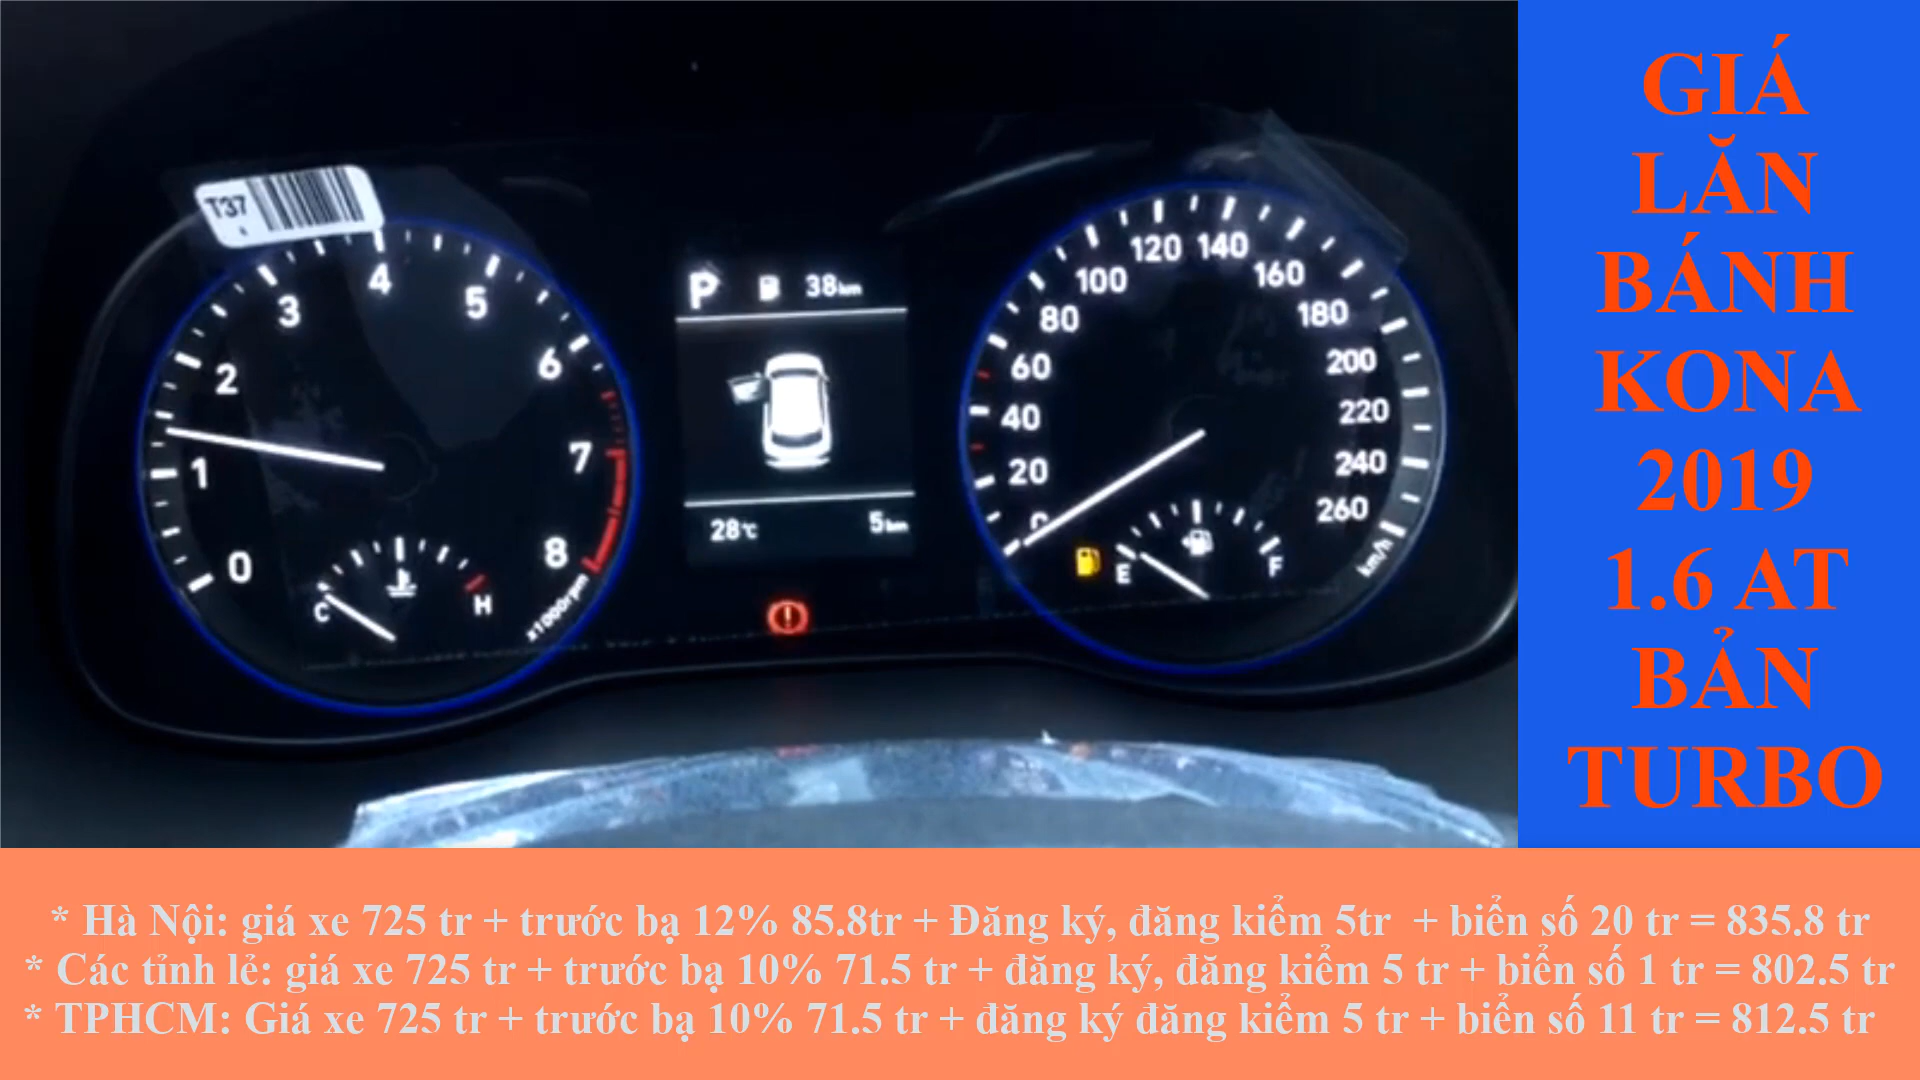 GIÁ
LĂN
BÁNH
KONA
2019
1.6 AT
BẢN
TURBO
T37
P 38km
28°C 5km
0 1 2 3 4 5 6 7 8
x1000rpm
C H
0 20 40 60 80 100 120 140 160 180 200 220 240 260
km/h
E F
* Hà Nội: giá xe 725 tr + trước bạ 12% 85.8tr + Đăng ký, đăng kiểm 5tr + biển số 20 tr = 835.8 tr
* Các tỉnh lẻ: giá xe 725 tr + trước bạ 10% 71.5 tr + đăng ký, đăng kiểm 5 tr + biển số 1 tr = 802.5 tr
* TPHCM: Giá xe 725 tr + trước bạ 10% 71.5 tr + đăng ký đăng kiểm 5 tr + biển số 11 tr = 812.5 tr